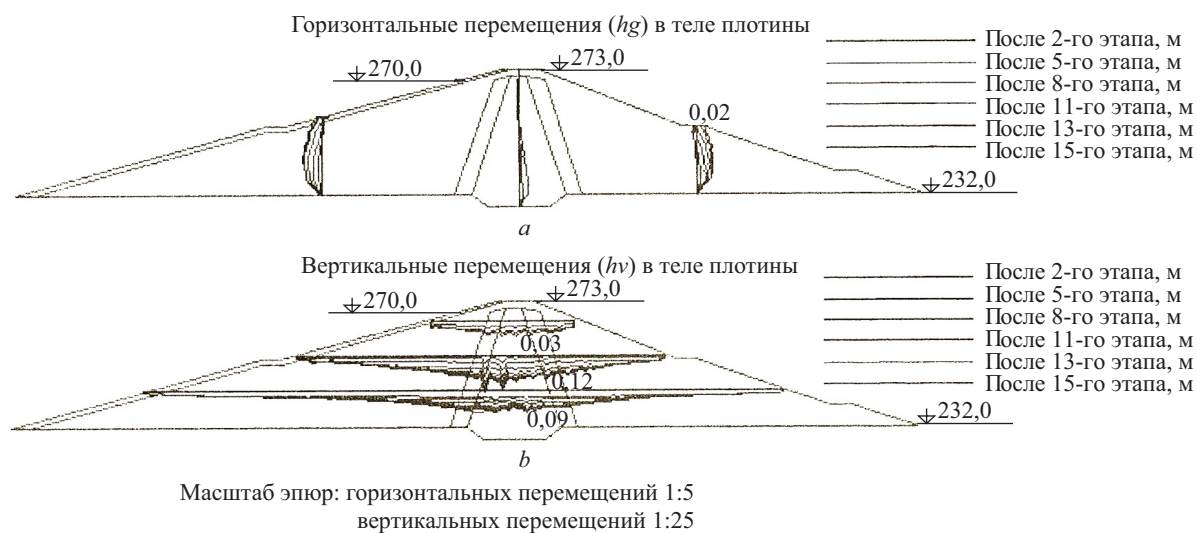 Горизонтальные перемещения (hg) в теле плотины
270,0
273,0
0,02
232,0
После 2-го этапа, м
После 5-го этапа, м
После 8-го этапа, м
После 11-го этапа, м
После 13-го этапа, м
После 15-го этапа, м
a
Вертикальные перемещения (hv) в теле плотины
270,0
273,0
0,03
0,12
0,09
232,0
После 2-го этапа, м
После 5-го этапа, м
После 8-го этапа, м
После 11-го этапа, м
После 13-го этапа, м
После 15-го этапа, м
b
Масштаб эпюр: горизонтальных перемещений 1:5
вертикальных перемещений 1:25